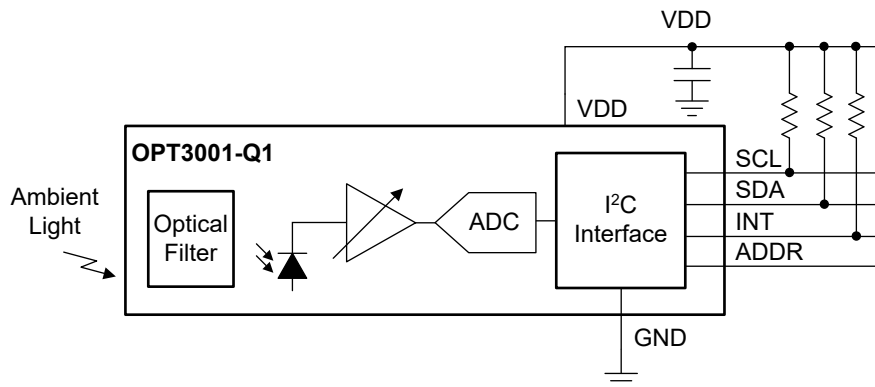 VDD
VDD
OPT3001-Q1
Ambient
Light
Optical
Filter
ADC
I²C
Interface
SCL
SDA
INT
ADDR
GND